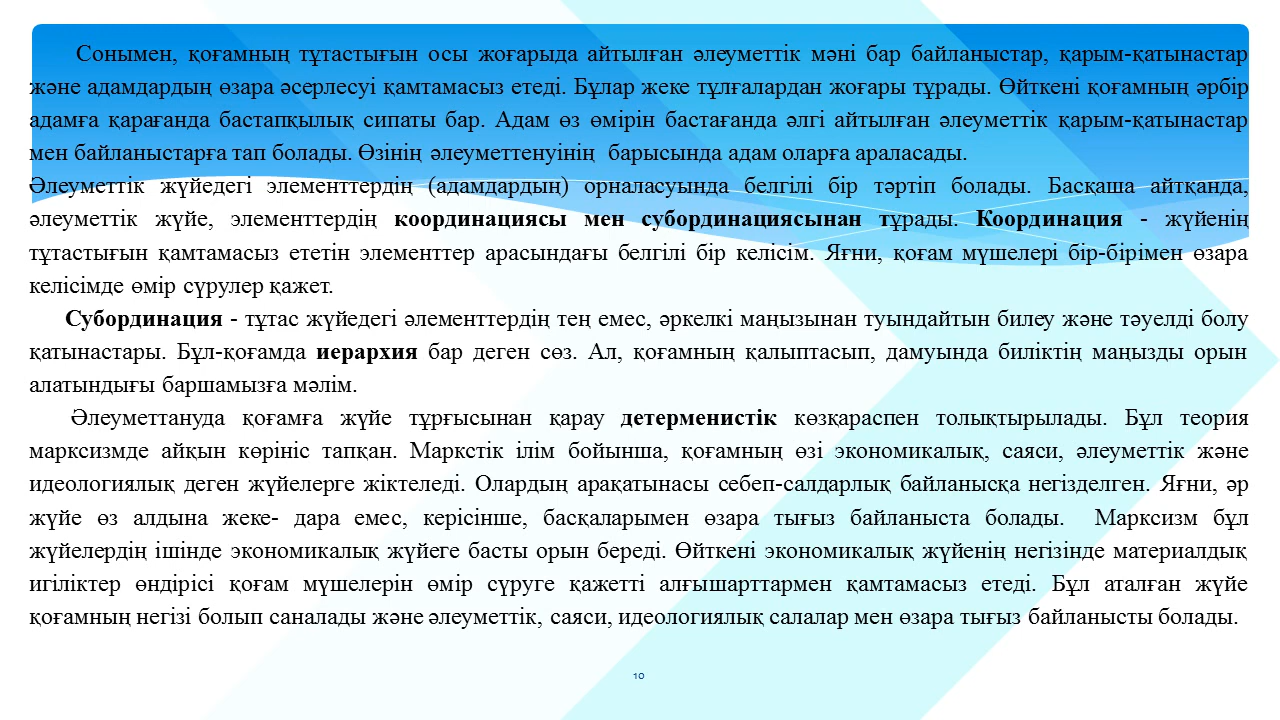 Сонымен, қоғамның тұтастығын осы жоғарыда айтылған әлеуметтік мәні бар байланыстар, қарым-қатынастар
және адамдардың өзара әсерлесуі қамтамасыз етеді. Бұлар жеке тұлғалардан жоғары тұрады. Өйткені қоғамның әрбір
адамға қарағанда бастапқылық сипаты бар. Адам өз өмірін бастағанда әлгі айтылған әлеуметтік қарым-қатынастар
мен байланыстарға тап болады. Өзінің әлеуметтенуінің барысында адам оларға араласады.
Әлеуметтік жүйедегі элементтердің (адамдардың) орналасуында белгілі бір тәртіп болады. Басқаша айтқанда,
әлеуметтік жүйе, элементтердің координациясы мен субординациясынан тұрады. Координация - жүйенің
тұтастығын қамтамасыз ететін элементтер арасындағы белгілі бір келісім. Яғни, қоғам мүшелері бір-бірімен өзара
келісімде өмір сүрулер қажет.
Субординация - тұтас жүйедегі әлементтердің тең емес, әркелкі маңызынан туындайтын билеу және тәуелді болу
қатынастары. Бұл-қоғамда иерархия бар деген сөз. Ал, қоғамның қалыптасып, дамуында биліктің маңызды орын
алатындығы баршамызға мәлім.
Әлеуметтануда қоғамға жүйе тұрғысынан қарау детерменистік көзқараспен толықтырылады. Бұл теория
марксизмде айқын көрініс тапқан. Маркстік ілім бойынша, қоғамның өзі экономикалық, саяси, әлеуметтік және
идеологиялық деген жүйелерге жіктеледі. Олардың арақатынасы себеп-салдарлық байланысқа негізделген. Яғни, әр
жүйе өз алдына жеке- дара емес, керісінше, басқаларымен өзара тығыз байланыста болады. Марксизм бұл
жүйелердің ішінде экономикалық жүйеге басты орын береді. Өйткені экономикалық жүйенің негізінде материалдық
игіліктер өндірісі қоғам мүшелерін өмір сүруге қажетті алғышарттармен қамтамасыз етеді. Бұл аталған жүйе
қоғамның негізі болып саналады және әлеуметтік, саяси, идеологиялық салалар мен өзара тығыз байланысты болады.
10